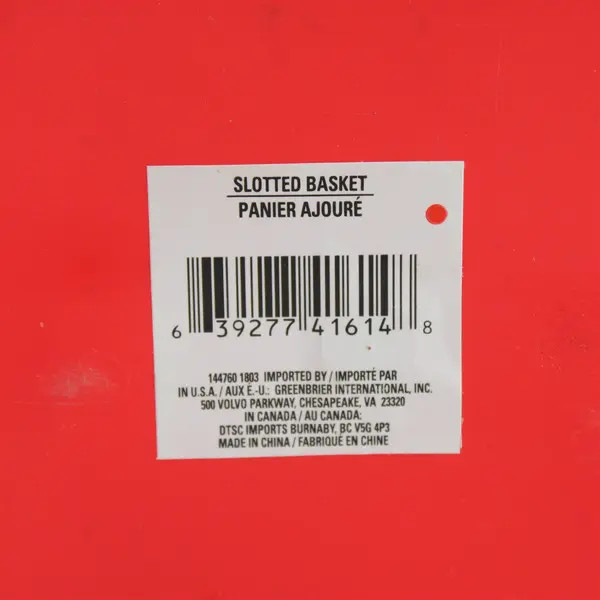 SLOTTED BASKET
PANIER AJOURÉ
6 39277 41614 8
144760 1803 IMPORTED BY / IMPORTÉ PAR
IN U.S.A. / AUX E.-U.: GREENBRIER INTERNATIONAL, INC.
500 VOLVO PARKWAY, CHESAPEAKE, VA 23320
IN CANADA / AU CANADA:
DTSC IMPORTS BURNABY, BC V5G 4P3
MADE IN CHINA / FABRIQUÉ EN CHINE